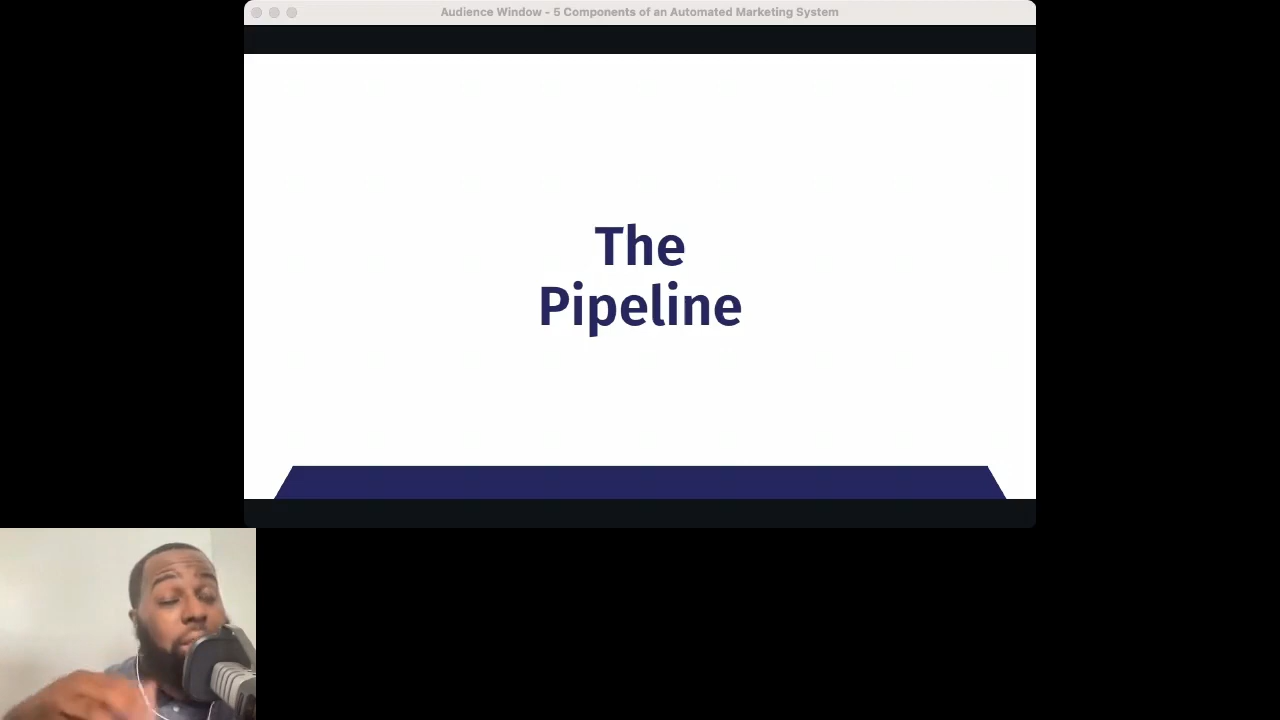 Audience Window - 5 Components of an Automated Marketing System
The
Pipeline